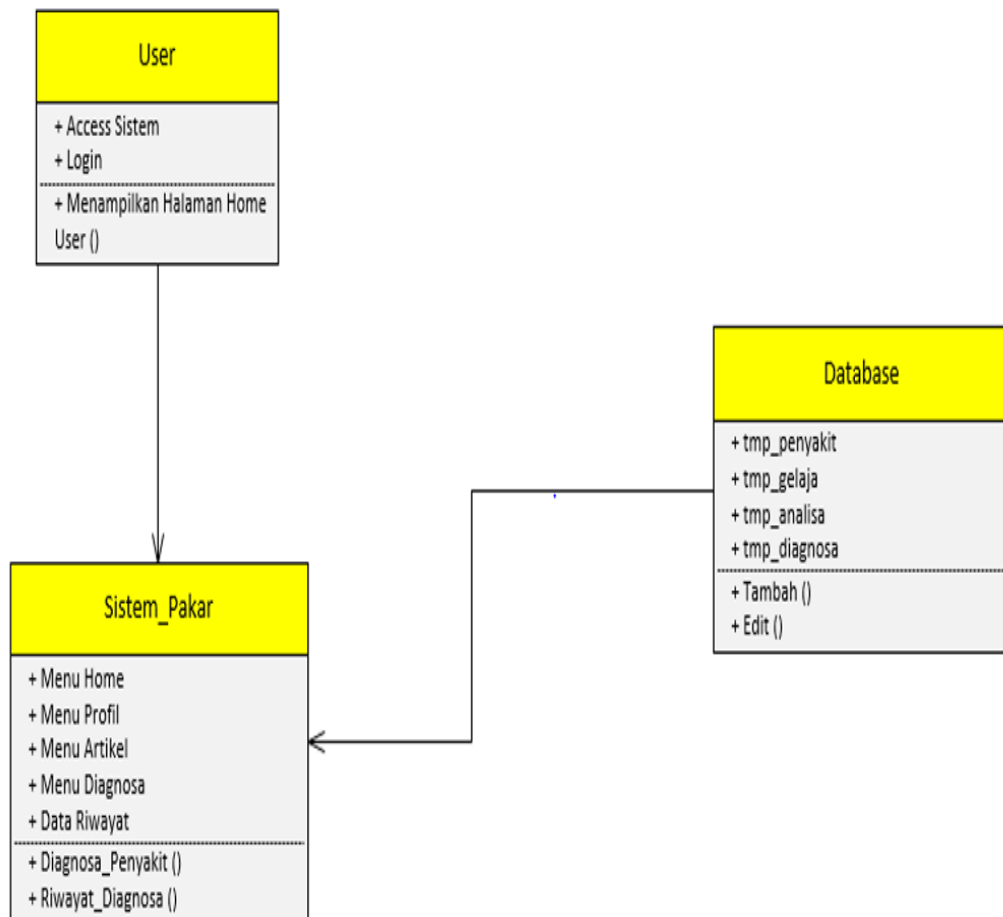 User
+ Access Sistem
+ Login
+ Menampilkan Halaman Home
User ()
Database
+ tmp_penyakit
+ tmp_gelaja
+ tmp_analisa
+ tmp_diagnosa
+ Tambah ()
+ Edit ()
Sistem_Pakar
+ Menu Home
+ Menu Profil
+ Menu Artikel
+ Menu Diagnosa
+ Data Riwayat
+ Diagnosa_Penyakit ()
+ Riwayat_Diagnosa ()